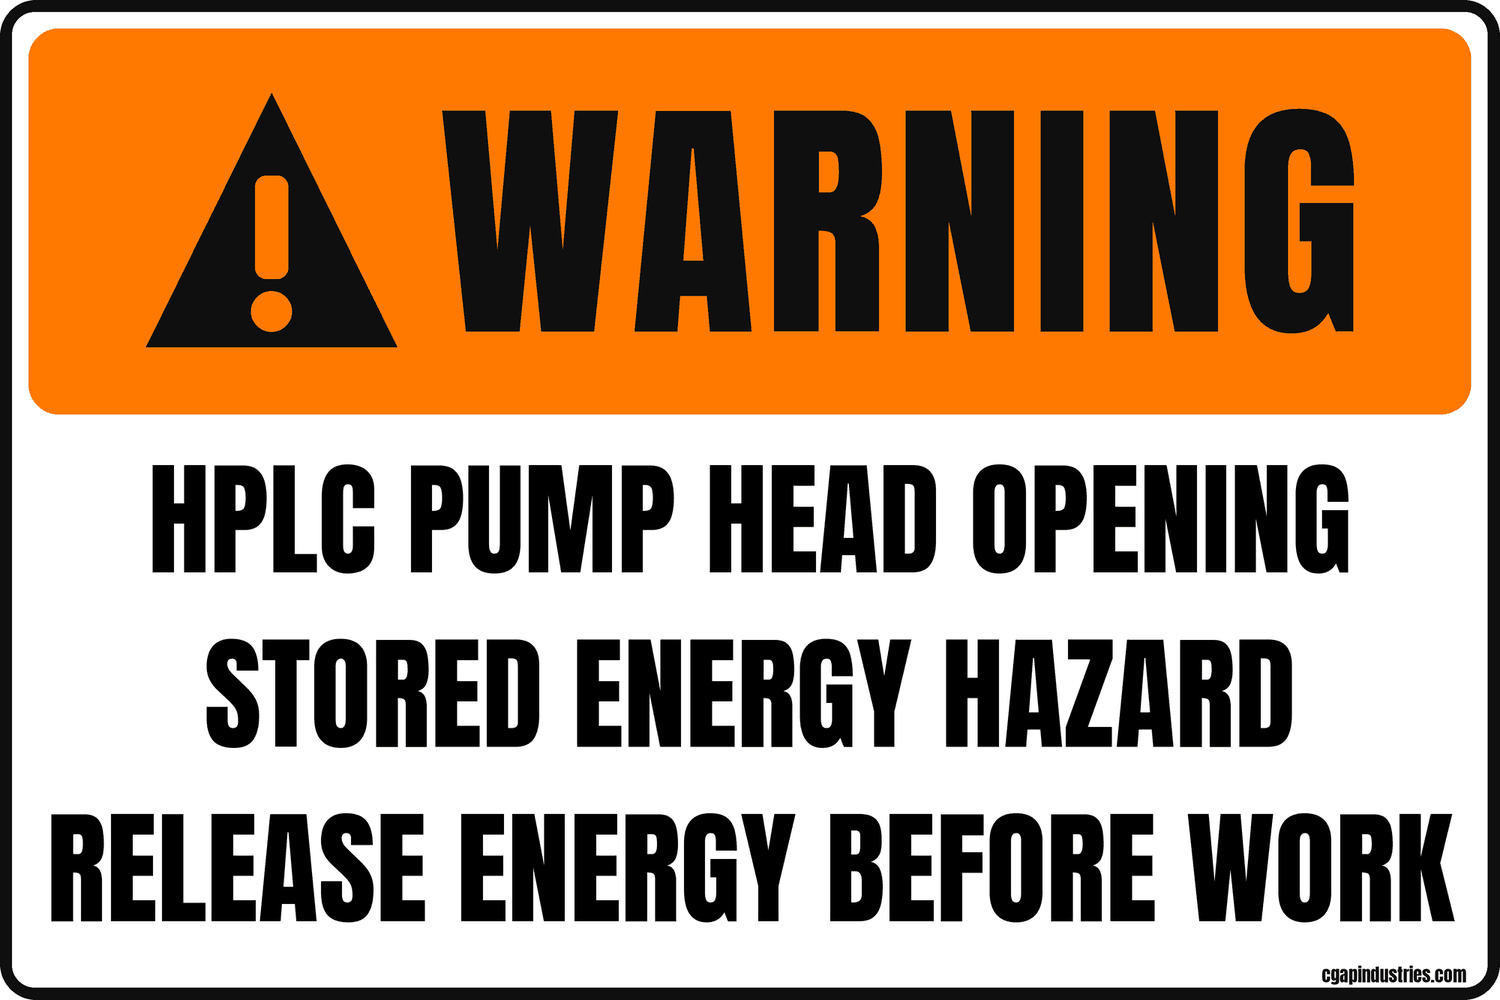 WARNING
HPLC PUMP HEAD OPENING
STORED ENERGY HAZARD
RELEASE ENERGY BEFORE WORK
cgapindustries.com